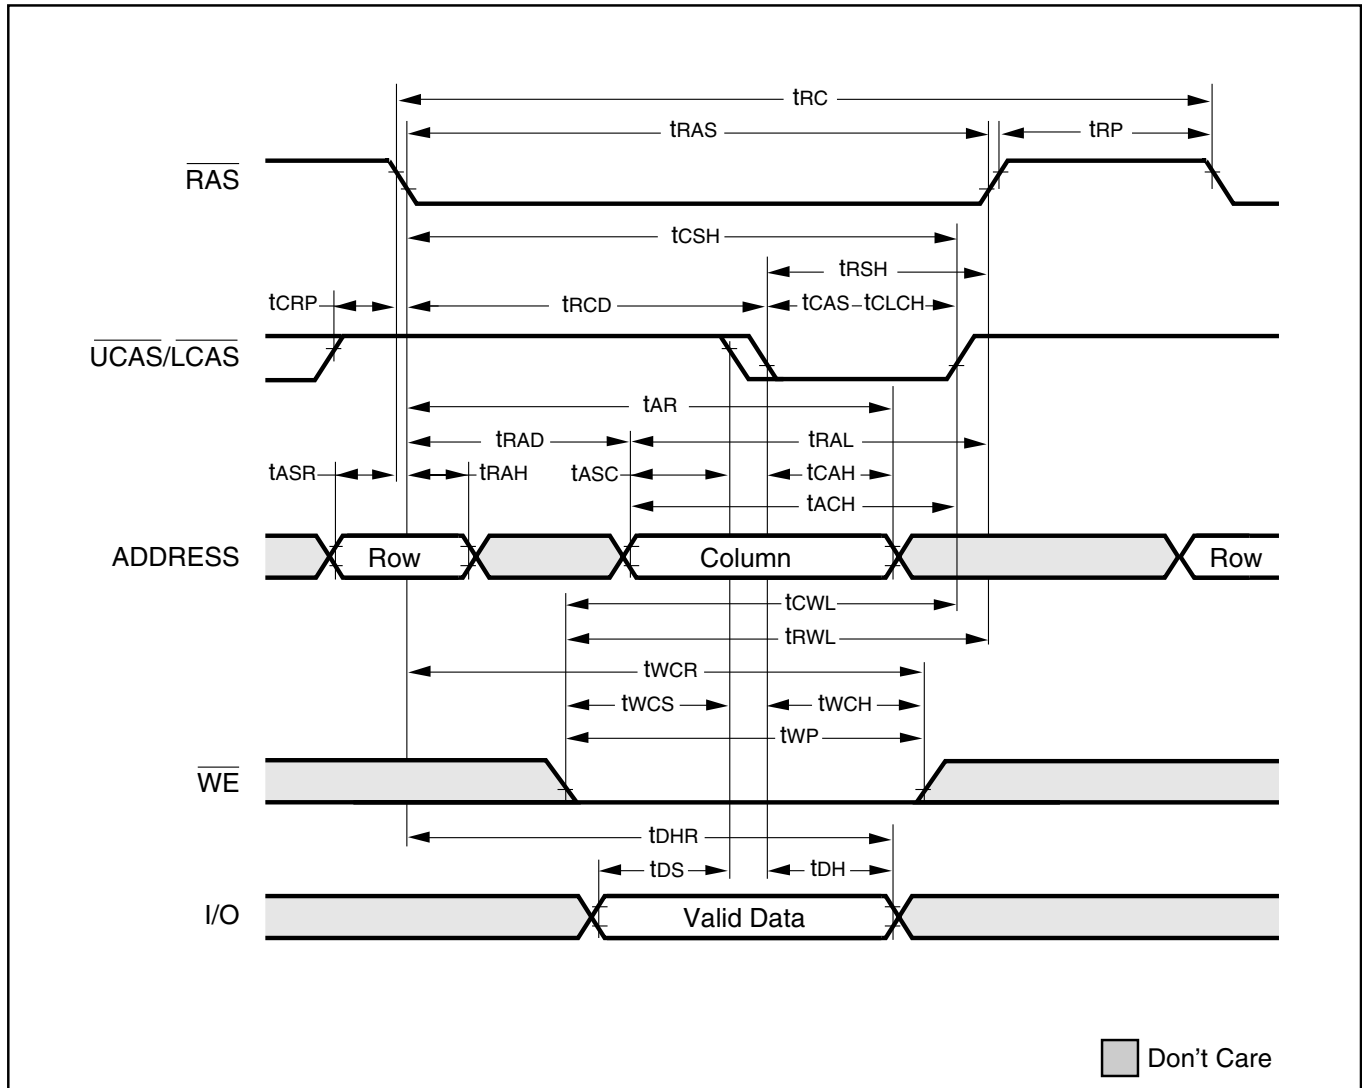 tRC
tRAS
tRP
RAS
tCSH
tRSH
tCRP
tRCD
tCAS tCLCH
UCAS/LCAS
tAR
tRAD
tRAL
tASR
tRAH
tASC
tCAH
tACH
ADDRESS
Row
Column
Row
tCWL
tRWL
tWCR
tWCS
tWCH
tWP
WE
tDHR
tDS
tDH
I/O
Valid Data
Don't Care